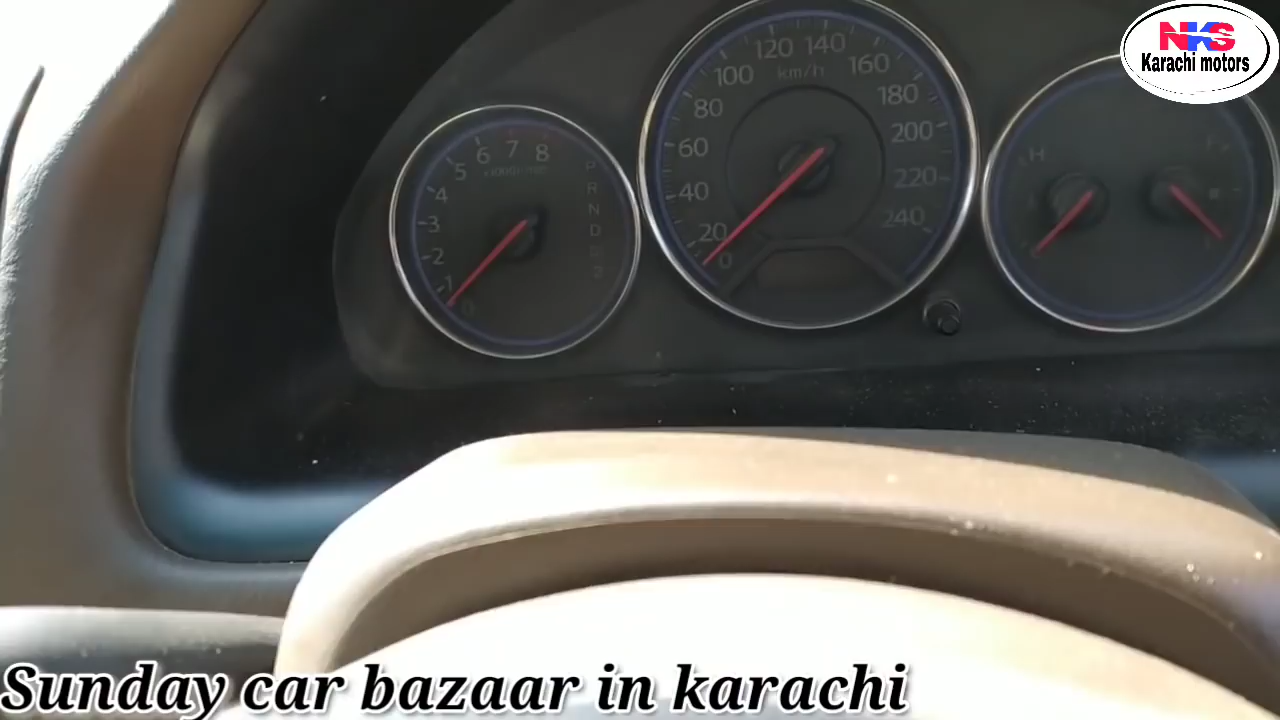 NKS
Karachi motors
120 140
100 km/h 160
80 180
60 200
40 220
20 240
0
6 7 8
5
4
3
2
1
0
P
R
N
D
H
F
Sunday car bazaar in karachi